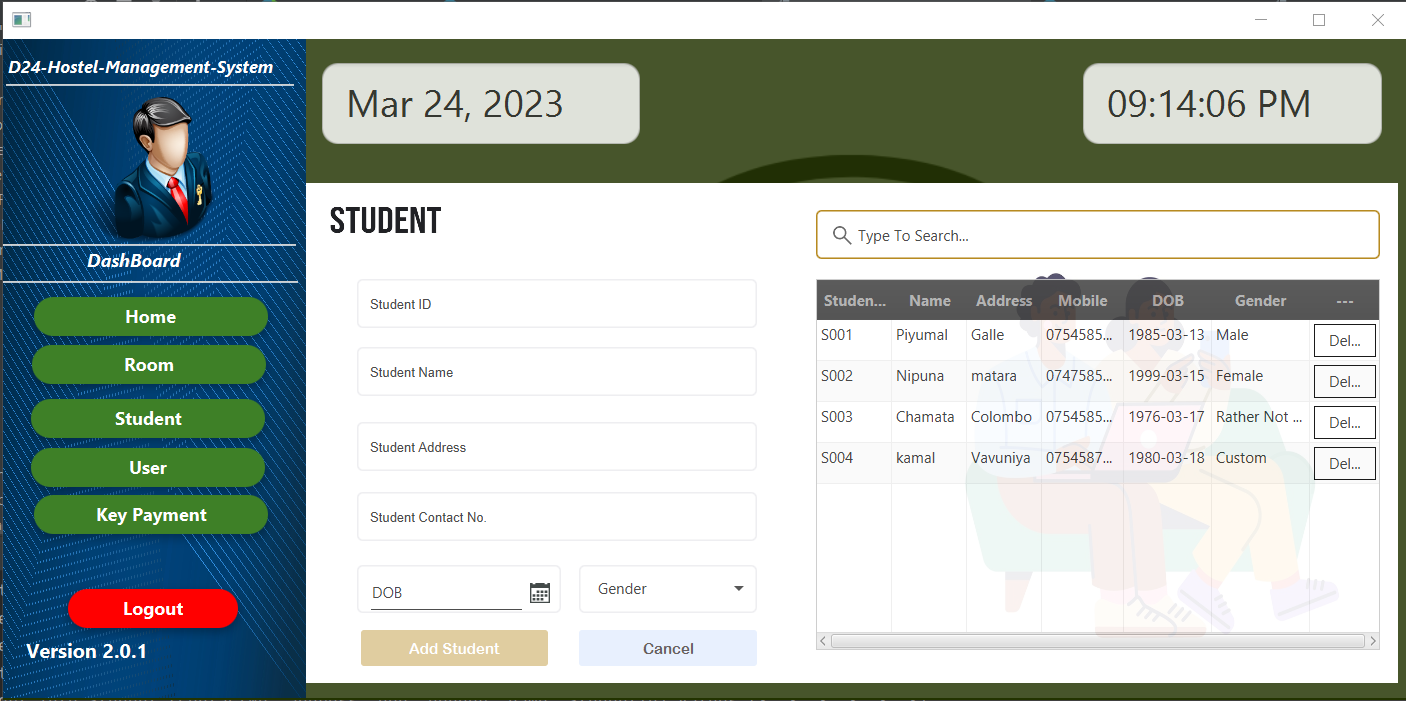 D24-Hostel-Management-System
DashBoard
Home
Room
Student
User
Key Payment
Logout
Version 2.0.1
Mar 24, 2023
09:14:06 PM
STUDENT
Student ID
Student Name
Student Address
Student Contact No.
DOB
Gender
Add Student
Cancel
Type To Search...
Studen... Name Address Mobile DOB Gender ---
S001 Piyumal Galle 0754585... 1985-03-13 Male Del...
S002 Nipuna matara 0747585... 1999-03-15 Female Del...
S003 Chamata Colombo 0754585... 1976-03-17 Rather Not ... Del...
S004 kamal Vavuniya 0754587... 1980-03-18 Custom Del...